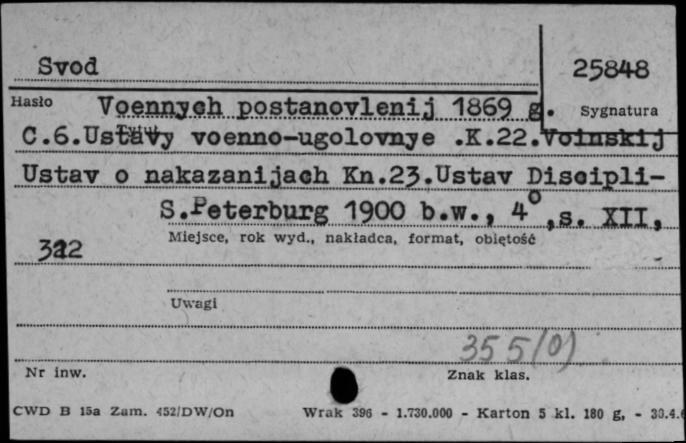 Svod
25848
Hasło Voennych postanovlenij 1869 g. Sygnatura
C.6.Ustavy voenno-ugolovnye .K.22.Voinskij
Ustav o nakazanijach Kn.23.Ustav Discipli-
S.Peterburg 1900 b.w., 4º,s. XII,
Miejsce, rok wyd., nakładca, format, objętość
312
Uwagi
355(0)
Nr inw. Znak klas.
CWD B 15a Zam. 452/DW/On Wrak 396 - 1.730.000 - Karton 5 kl. 180 g, - 30.4.